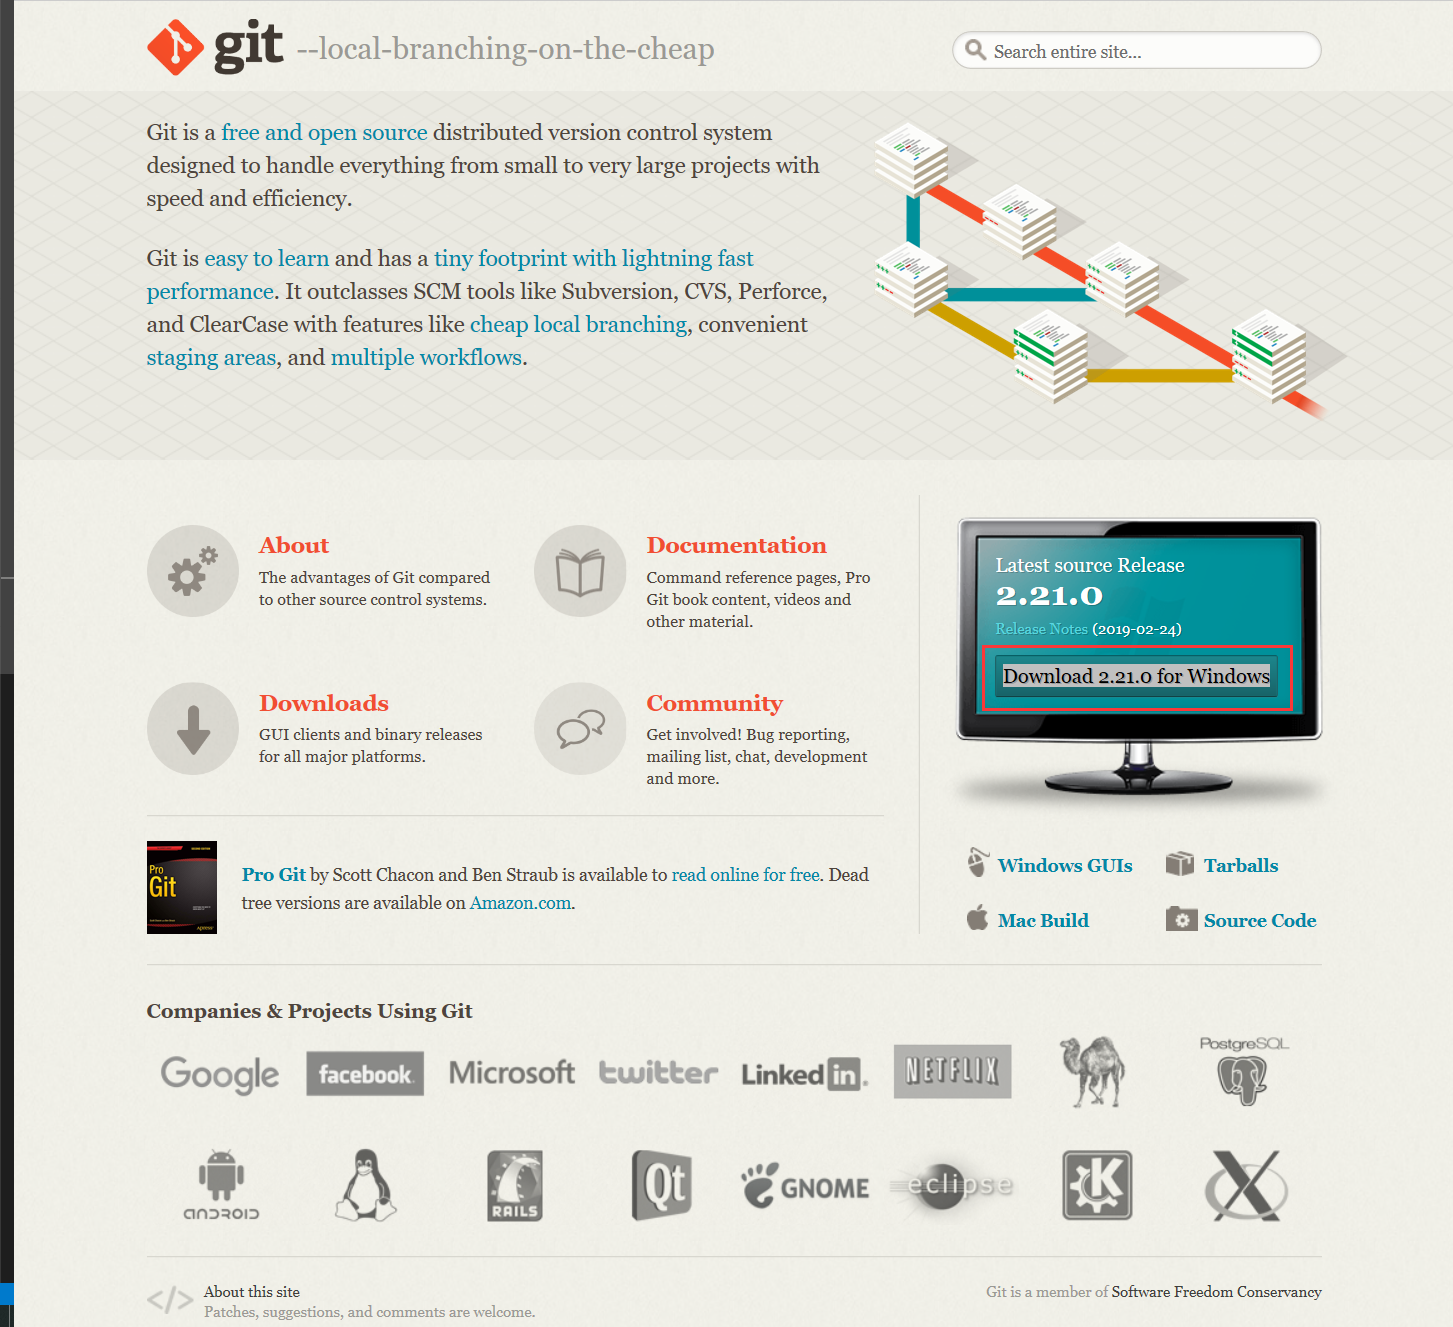 git --local-branching-on-the-cheap
Search entire site...
Git is a free and open source distributed version control system
designed to handle everything from small to very large projects with
speed and efficiency.
Git is easy to learn and has a tiny footprint with lightning fast
performance. It outclasses SCM tools like Subversion, CVS, Perforce,
and ClearCase with features like cheap local branching, convenient
staging areas, and multiple workflows.
About
The advantages of Git compared
to other source control systems.
Documentation
Command reference pages, Pro
Git book content, videos and
other material.
Downloads
GUI clients and binary releases
for all major platforms.
Community
Get involved! Bug reporting,
mailing list, chat, development
and more.
Latest source Release
2.21.0
Release Notes (2019-02-24)
Download 2.21.0 for Windows
Pro
Git
Pro Git by Scott Chacon and Ben Straub is available to read online for free. Dead
tree versions are available on Amazon.com.
Windows GUIs
Tarballs
Mac Build
Source Code
Companies & Projects Using Git
Google
facebook
Microsoft
twitter
Linked in
NETFLIX
PostgreSQL
ANDROID
RAILS
Qt
GNOME
eclipse
K
X
</> About this site
Patches, suggestions, and comments are welcome.
Git is a member of Software Freedom Conservancy